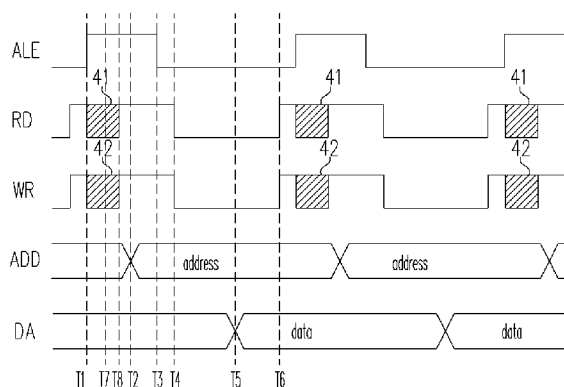 ALE
41 41 41
RD
42 42 42
WR
ADD address address
DA data data
T1 T7 T8 T2 T3 T4 T5 T6